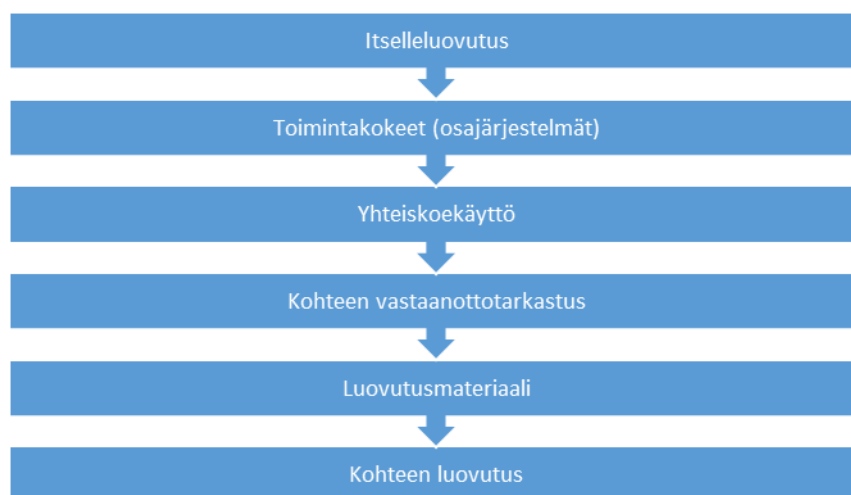 Itselleluovutus
Toimintakokeet (osajärjestelmät)
Yhteiskoekäyttö
Kohteen vastaanottotarkastus
Luovutusmateriaali
Kohteen luovutus